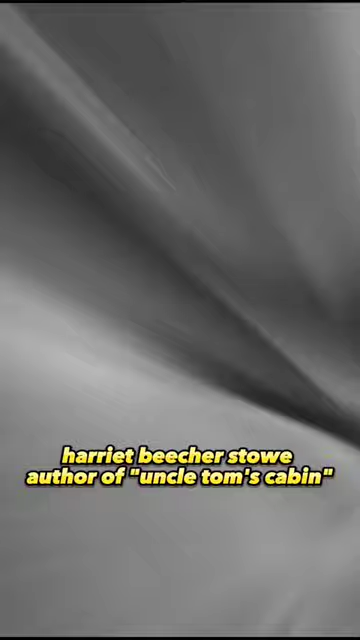 harriet beecher stowe
author of "uncle tom's cabin"